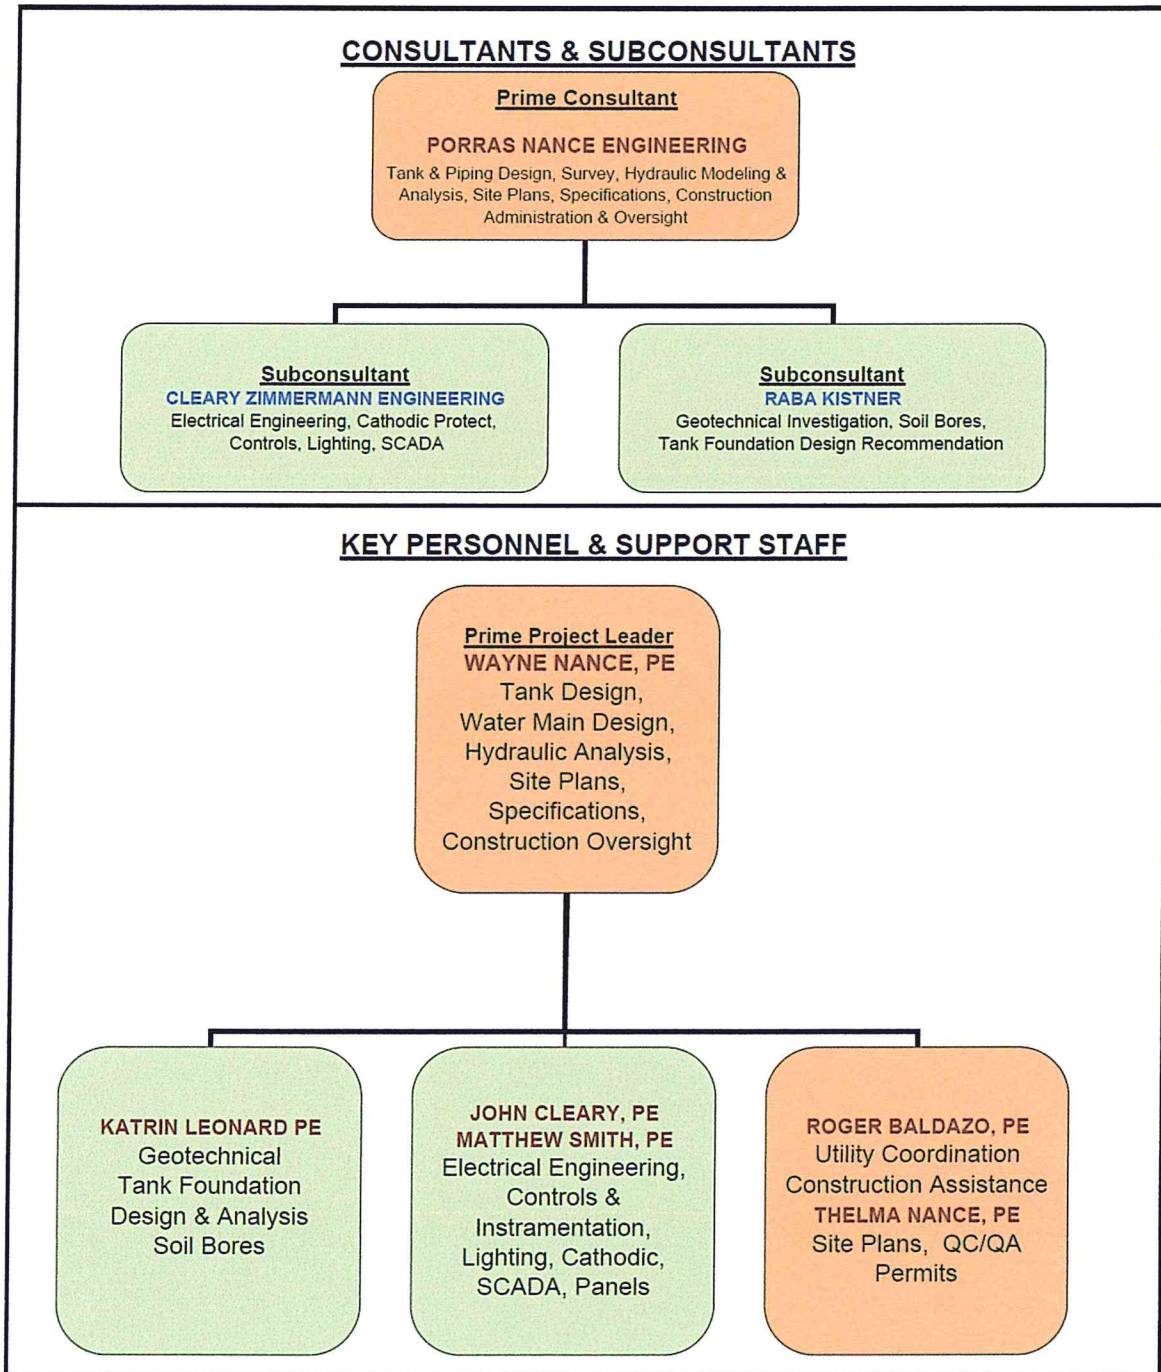 CONSULTANTS & SUBCONSULTANTS
Prime Consultant
PORRAS NANCE ENGINEERING
Tank & Piping Design, Survey, Hydraulic Modeling &
Analysis, Site Plans, Specifications, Construction
Administration & Oversight
Subconsultant
CLEARY ZIMMERMANN ENGINEERING
Electrical Engineering, Cathodic Protect,
Controls, Lighting, SCADA
Subconsultant
RABA KISTNER
Geotechnical Investigation, Soil Bores,
Tank Foundation Design Recommendation
KEY PERSONNEL & SUPPORT STAFF
Prime Project Leader
WAYNE NANCE, PE
Tank Design,
Water Main Design,
Hydraulic Analysis,
Site Plans,
Specifications,
Construction Oversight
KATRIN LEONARD PE
Geotechnical
Tank Foundation
Design & Analysis
Soil Bores
JOHN CLEARY, PE
MATTHEW SMITH, PE
Electrical Engineering,
Controls &
Instramentation,
Lighting, Cathodic,
SCADA, Panels
ROGER BALDAZO, PE
Utility Coordination
Construction Assistance
THELMA NANCE, PE
Site Plans, QC/QA
Permits